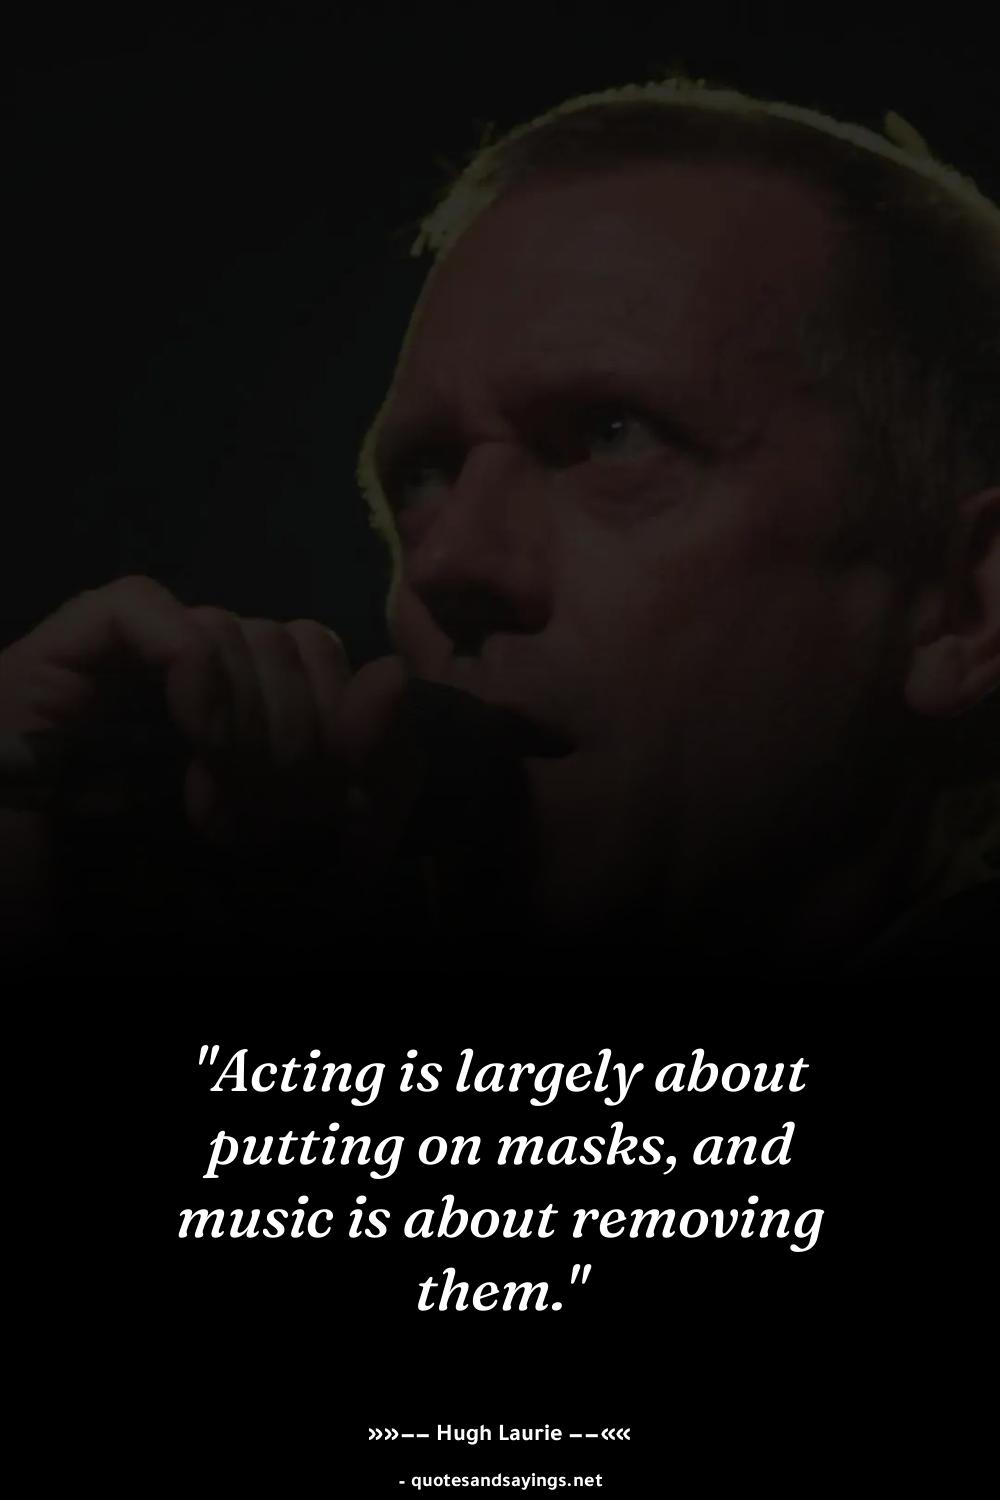 "Acting is largely about
putting on masks, and
music is about removing
them."
»»–– Hugh Laurie ––««
- quotesandsayings.net